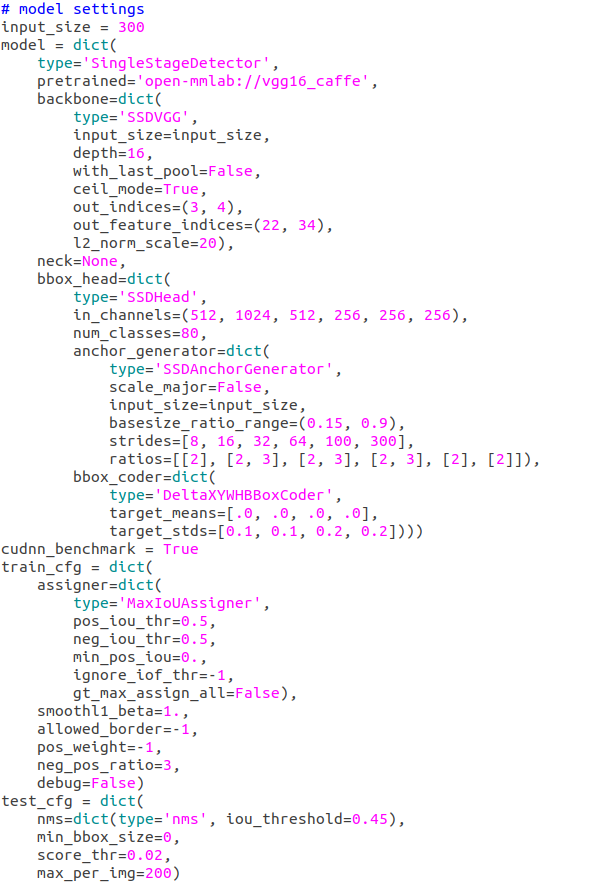 # model settings
input_size = 300
model = dict(
    type='SingleStageDetector',
    pretrained='open-mmlab://vgg16_caffe',
    backbone=dict(
        type='SSDVGG',
        input_size=input_size,
        depth=16,
        with_last_pool=False,
        ceil_mode=True,
        out_indices=(3, 4),
        out_feature_indices=(22, 34),
        l2_norm_scale=20),
    neck=None,
    bbox_head=dict(
        type='SSDHead',
        in_channels=(512, 1024, 512, 256, 256, 256),
        num_classes=80,
        anchor_generator=dict(
            type='SSDAnchorGenerator',
            scale_major=False,
            input_size=input_size,
            basesize_ratio_range=(0.15, 0.9),
            strides=[8, 16, 32, 64, 100, 300],
            ratios=[[2], [2, 3], [2, 3], [2, 3], [2], [2]]),
        bbox_coder=dict(
            type='DeltaXYWHBBoxCoder',
            target_means=[.0, .0, .0, .0],
            target_stds=[0.1, 0.1, 0.2, 0.2])))
cudnn_benchmark = True
train_cfg = dict(
    assigner=dict(
        type='MaxIoUAssigner',
        pos_iou_thr=0.5,
        neg_iou_thr=0.5,
        min_pos_iou=0.,
        ignore_iof_thr=-1,
        gt_max_assign_all=False),
    smoothl1_beta=1.,
    allowed_border=-1,
    pos_weight=-1,
    neg_pos_ratio=3,
    debug=False)
test_cfg = dict(
    nms=dict(type='nms', iou_threshold=0.45),
    min_bbox_size=0,
    score_thr=0.02,
    max_per_img=200)